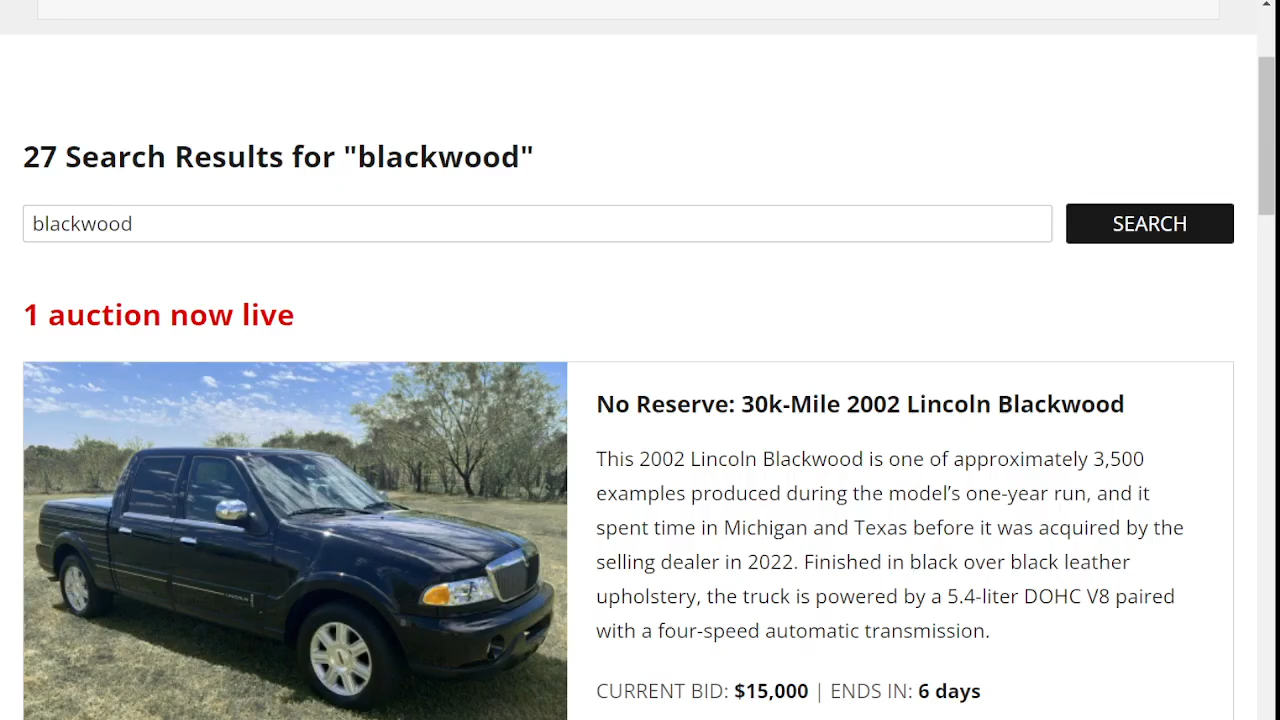 27 Search Results for "blackwood"
blackwood
SEARCH
1 auction now live
No Reserve: 30k-Mile 2002 Lincoln Blackwood
This 2002 Lincoln Blackwood is one of approximately 3,500
examples produced during the model’s one-year run, and it
spent time in Michigan and Texas before it was acquired by the
selling dealer in 2022. Finished in black over black leather
upholstery, the truck is powered by a 5.4-liter DOHC V8 paired
with a four-speed automatic transmission.
CURRENT BID: $15,000 | ENDS IN: 6 days